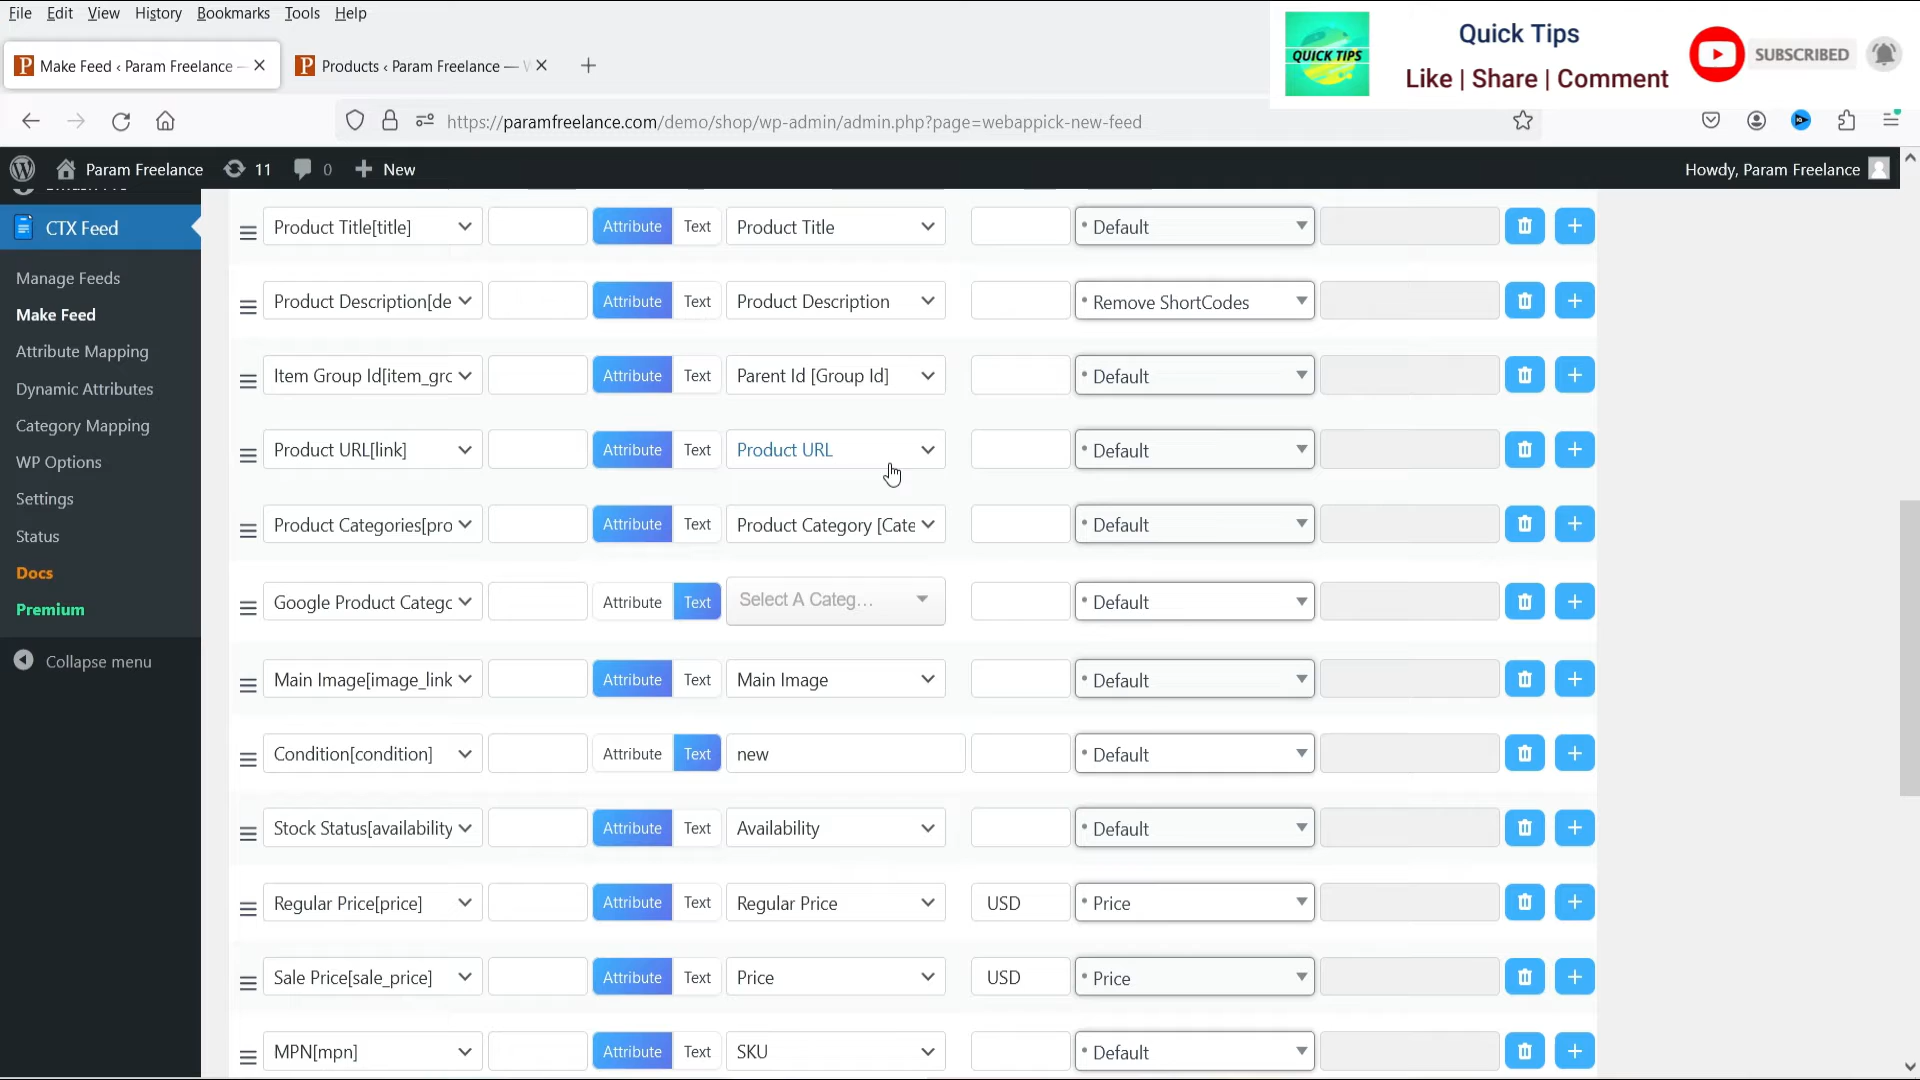 File Edit View History Bookmarks Tools Help
QUICK TIPS
Quick Tips
Like | Share | Comment
SUBSCRIBED
Make Feed ‹ Param Freelance —
Products ‹ Param Freelance —
https://paramfreelance.com/demo/shop/wp-admin/admin.php?page=webappick-new-feed
Param Freelance 11 0 New Howdy, Param Freelance
CTX Feed
Manage Feeds
Make Feed
Attribute Mapping
Dynamic Attributes
Category Mapping
WP Options
Settings
Status
Docs
Premium
Collapse menu
Product Title[title] Attribute Text Product Title * Default
Product Description[de Attribute Text Product Description * Remove ShortCodes
Item Group Id[item_grc Attribute Text Parent Id [Group Id] * Default
Product URL[link] Attribute Text Product URL * Default
Product Categories[pro Attribute Text Product Category [Cate * Default
Google Product Categc Attribute Text Select A Categ... * Default
Main Image[image_link Attribute Text Main Image * Default
Condition[condition] Attribute Text new * Default
Stock Status[availability Attribute Text Availability * Default
Regular Price[price] Attribute Text Regular Price USD * Price
Sale Price[sale_price] Attribute Text Price USD * Price
MPN[mpn] Attribute Text SKU * Default